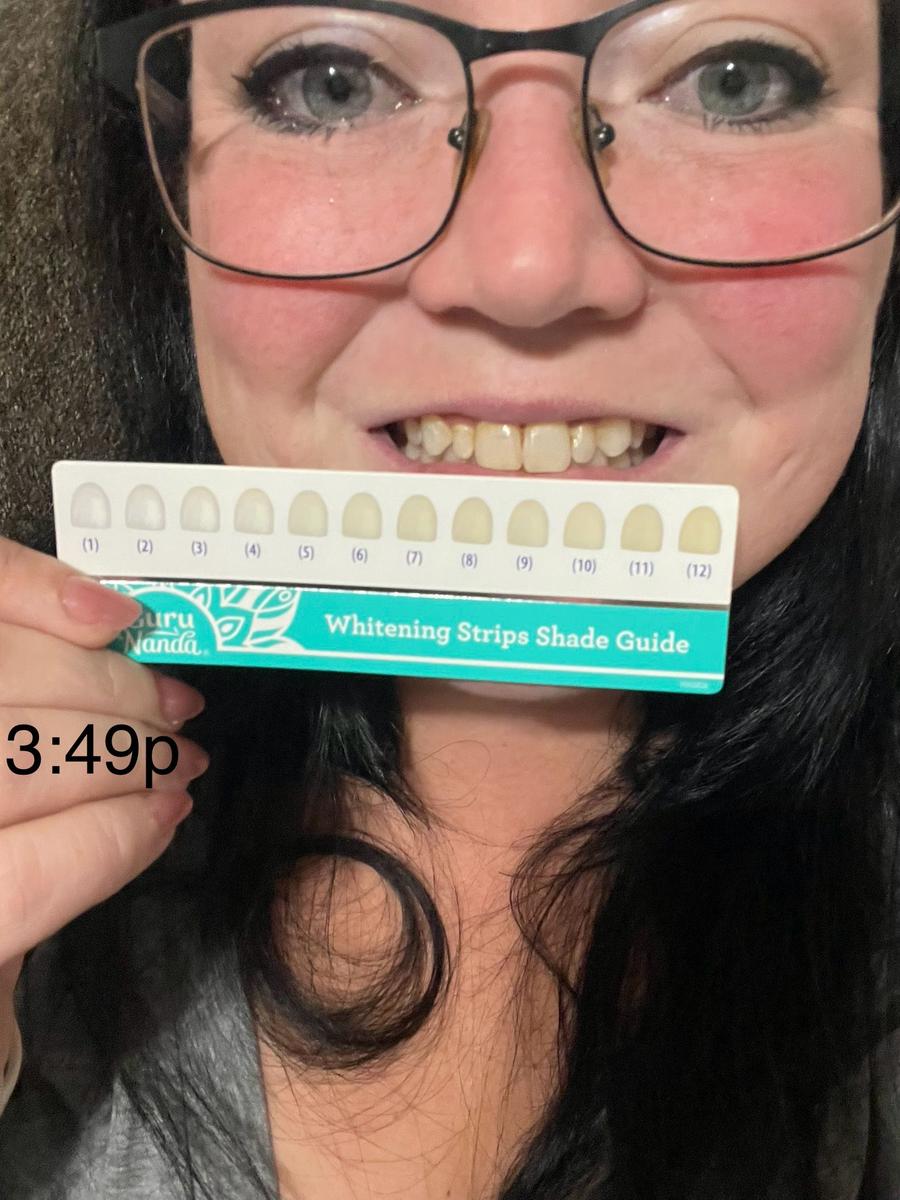 (1) (2) (3) (4) (5) (6) (7) (8) (9) (10) (11) (12)
Guru
Nanda®
Whitening Strips Shade Guide
3:49p